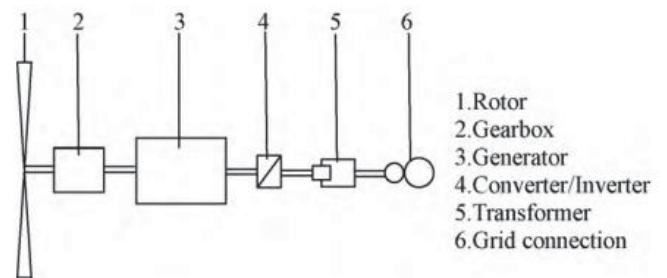 1 2 3 4 5 6
1.Rotor
2.Gearbox
3.Generator
4.Converter/Inverter
5.Transformer
6.Grid connection